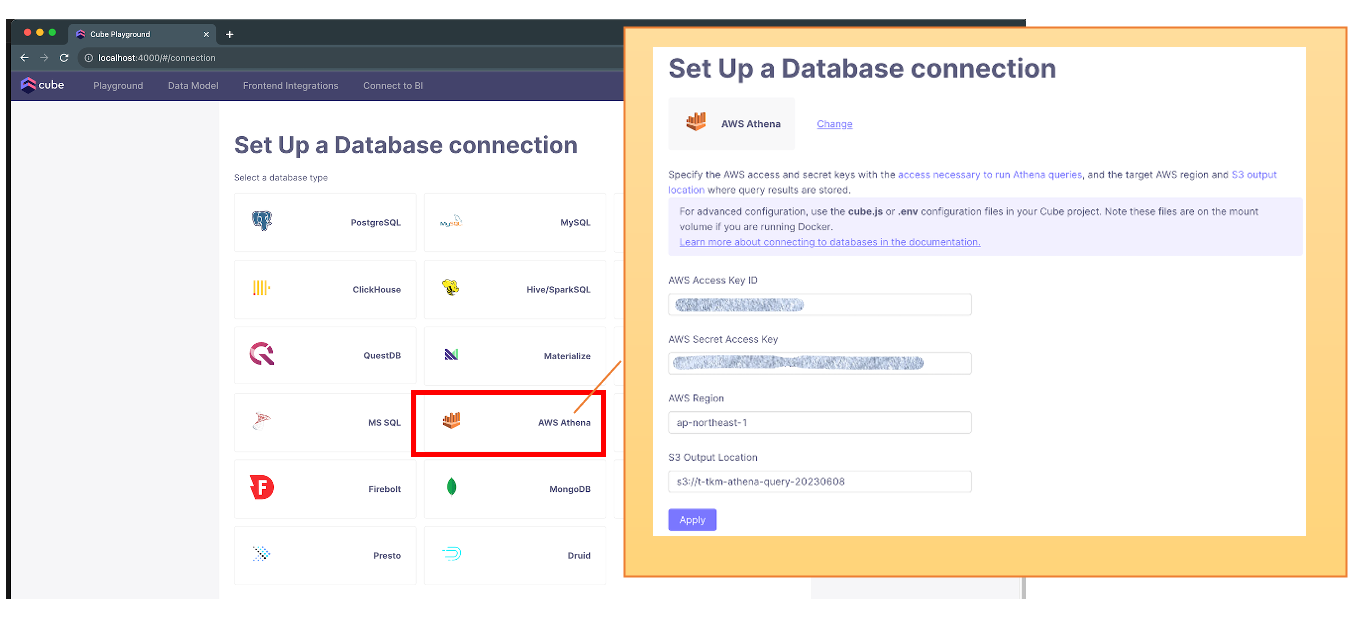 Cube Playground
localhost:4000/#/connection
cube
Playground
Data Model
Frontend Integrations
Connect to BI
Set Up a Database connection
Select a database type
PostgreSQL
MySQL
MySQL
ClickHouse
Hive/SparkSQL
QuestDB
Materialize
MS SQL
AWS Athena
Firebolt
MongoDB
Presto
Druid
Set Up a Database connection
AWS Athena
Change
Specify the AWS access and secret keys with the access necessary to run Athena queries, and the target AWS region and S3 output
location where query results are stored.
For advanced configuration, use the cube.js or .env configuration files in your Cube project. Note these files are on the mount
volume if you are running Docker.
Learn more about connecting to databases in the documentation.
AWS Access Key ID
AWS Secret Access Key
AWS Region
ap-northeast-1
S3 Output Location
s3://t-tkm-athena-query-20230608
Apply